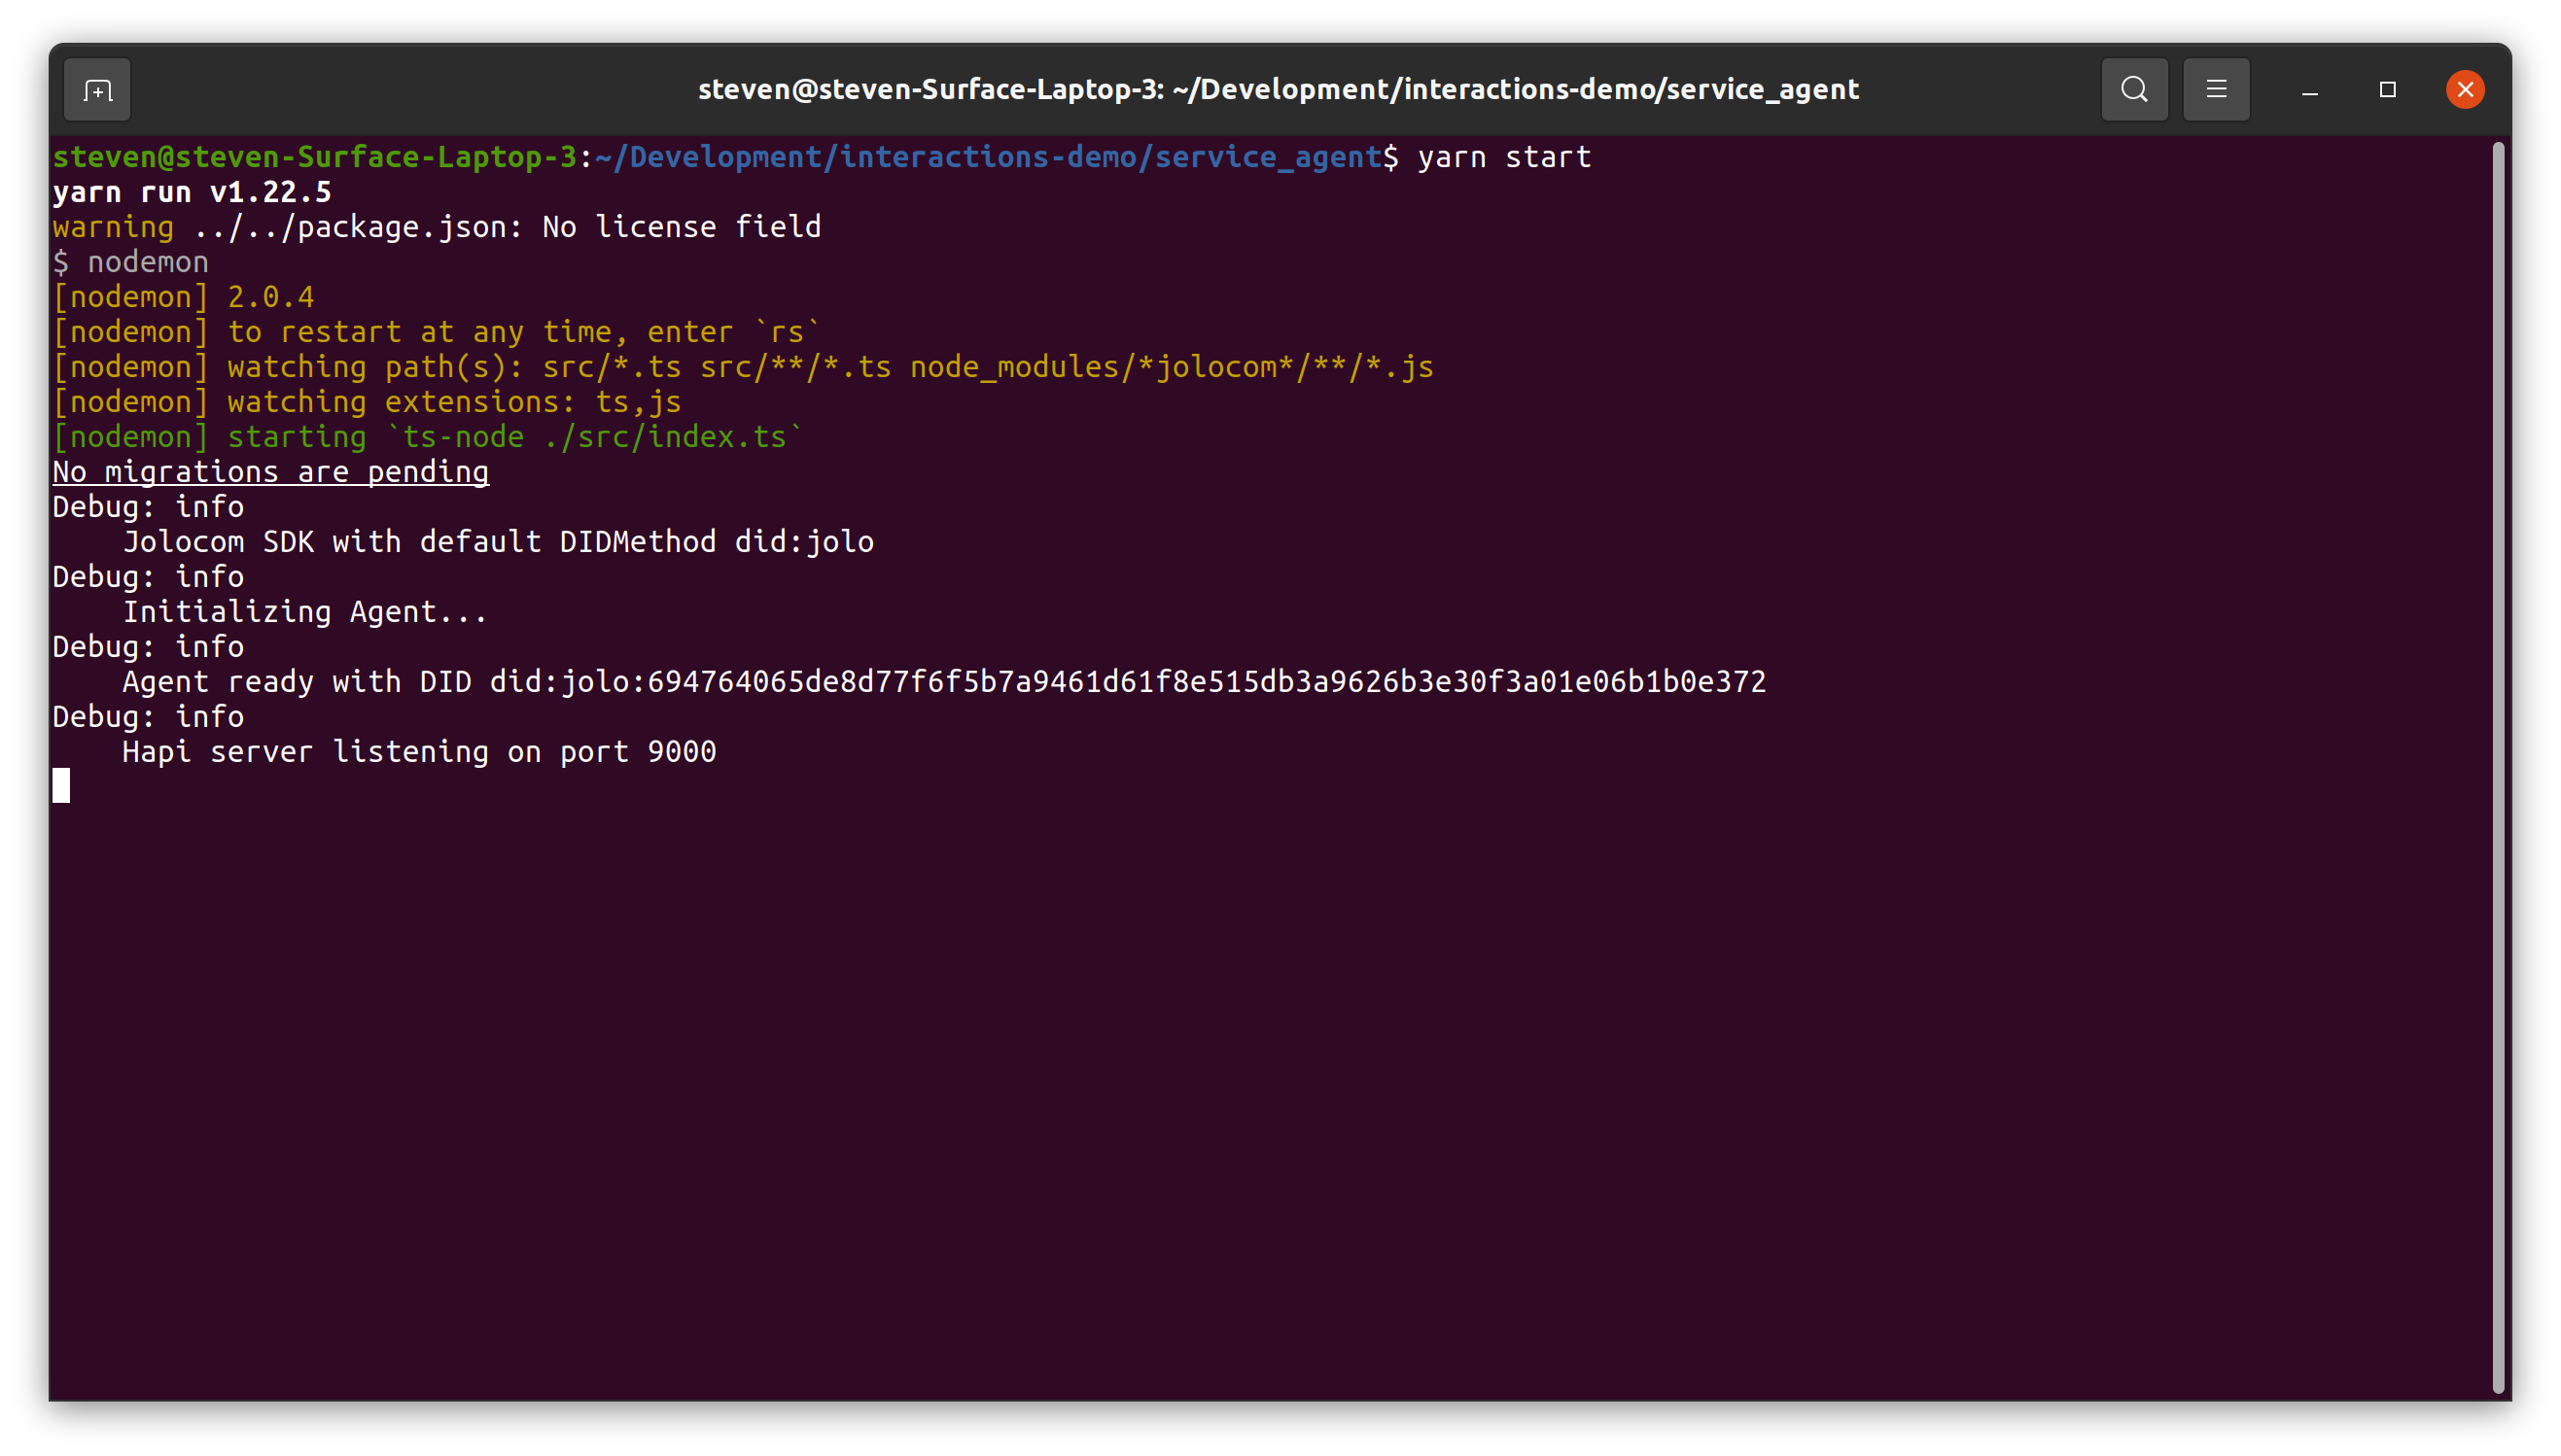 steven@steven-Surface-Laptop-3: ~/Development/interactions-demo/service_agent
steven@steven-Surface-Laptop-3:~/Development/interactions-demo/service_agent$ yarn start
yarn run v1.22.5
warning ../../package.json: No license field
$ nodemon
[nodemon] 2.0.4
[nodemon] to restart at any time, enter `rs`
[nodemon] watching path(s): src/*.ts src/**/*.ts node_modules/*jolocom*/**/*.js
[nodemon] watching extensions: ts,js
[nodemon] starting `ts-node ./src/index.ts`
No migrations are pending
Debug: info
    Jolocom SDK with default DIDMethod did:jolo
Debug: info
    Initializing Agent...
Debug: info
    Agent ready with DID did:jolo:694764065de8d77f6f5b7a9461d61f8e515db3a9626b3e30f3a01e06b1b0e372
Debug: info
    Hapi server listening on port 9000